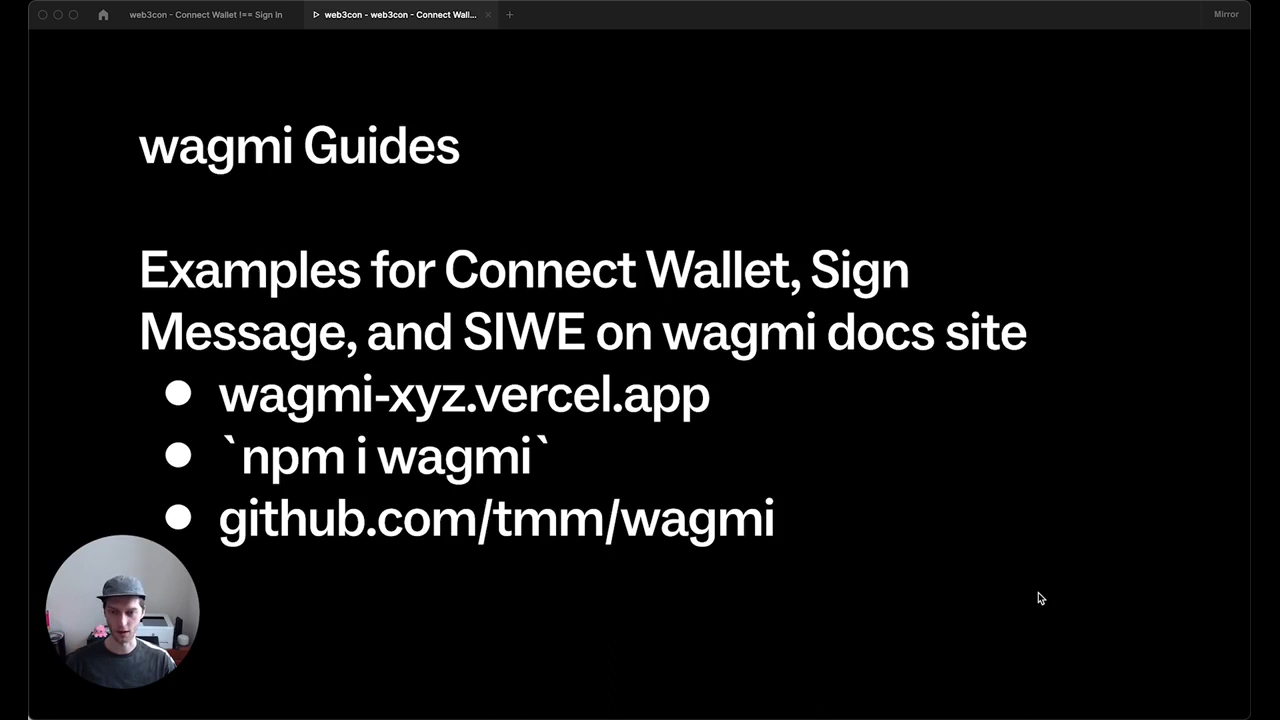 web3con - Connect Wallet !== Sign In
web3con - web3con - Connect Wall...
Mirror
wagmi Guides
Examples for Connect Wallet, Sign
Message, and SIWE on wagmi docs site
wagmi-xyz.vercel.app
`npm i wagmi`
github.com/tmm/wagmi